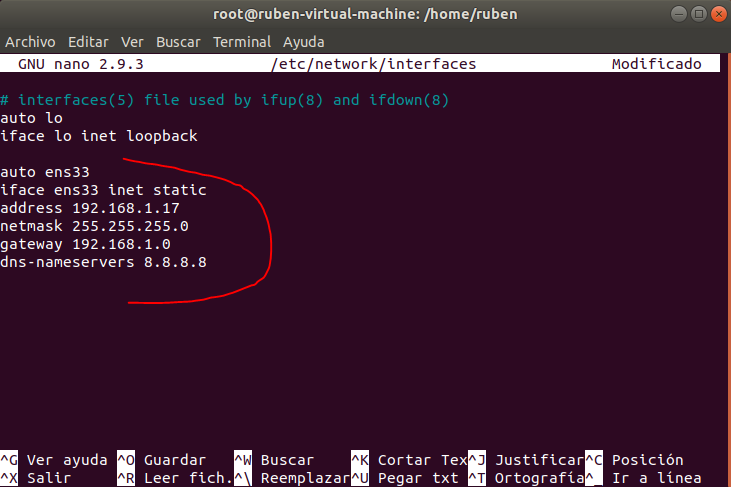 root@ruben-virtual-machine: /home/ruben
Archivo Editar Ver Buscar Terminal Ayuda
GNU nano 2.9.3 /etc/network/interfaces Modificado
# interfaces(5) file used by ifup(8) and ifdown(8)
auto lo
iface lo inet loopback
auto ens33
iface ens33 inet static
address 192.168.1.17
netmask 255.255.255.0
gateway 192.168.1.0
dns-nameservers 8.8.8.8
^G Ver ayuda ^O Guardar ^W Buscar ^K Cortar Tex^J Justificar^C Posición
^X Salir ^R Leer fich.^\ Reemplazar^U Pegar txt ^T Ortografía^_ Ir a línea